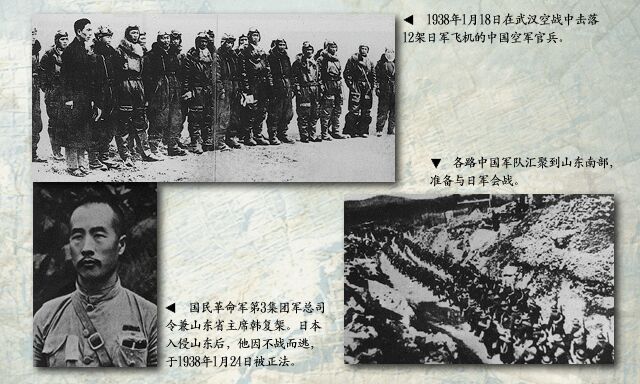 ◀ 1938年1月18日在武汉空战中击落
12架日军飞机的中国空军官兵。
▼ 各路中国军队汇聚到山东南部，
准备与日军会战。
◀ 国民革命军第3集团军总司
令兼山东省主席韩复榘。日本
入侵山东后，他因不战而逃，
于1938年1月24日被正法。